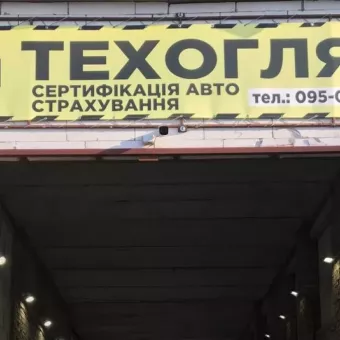 ТЕХОГЛЯ
СЕРТИФІКАЦІЯ АВТО
СТРАХУВАННЯ
тел.: 095-0